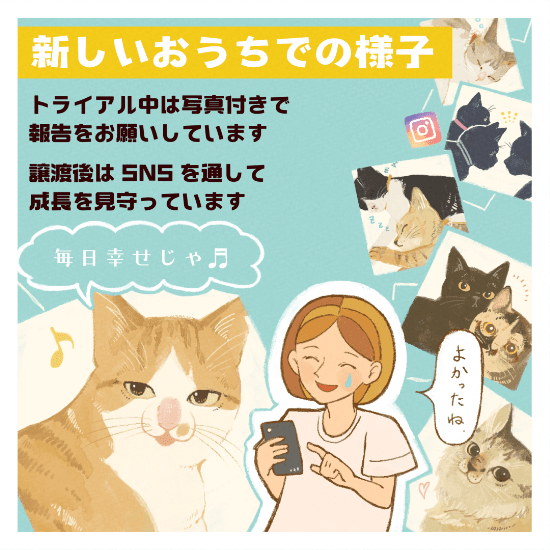 新しいおうちでの様子
トライアル中は写真付きで
報告をお願いしています
譲渡後はSNSを通して
成長を見守っています
毎日幸せじゃ♬
よかったね.